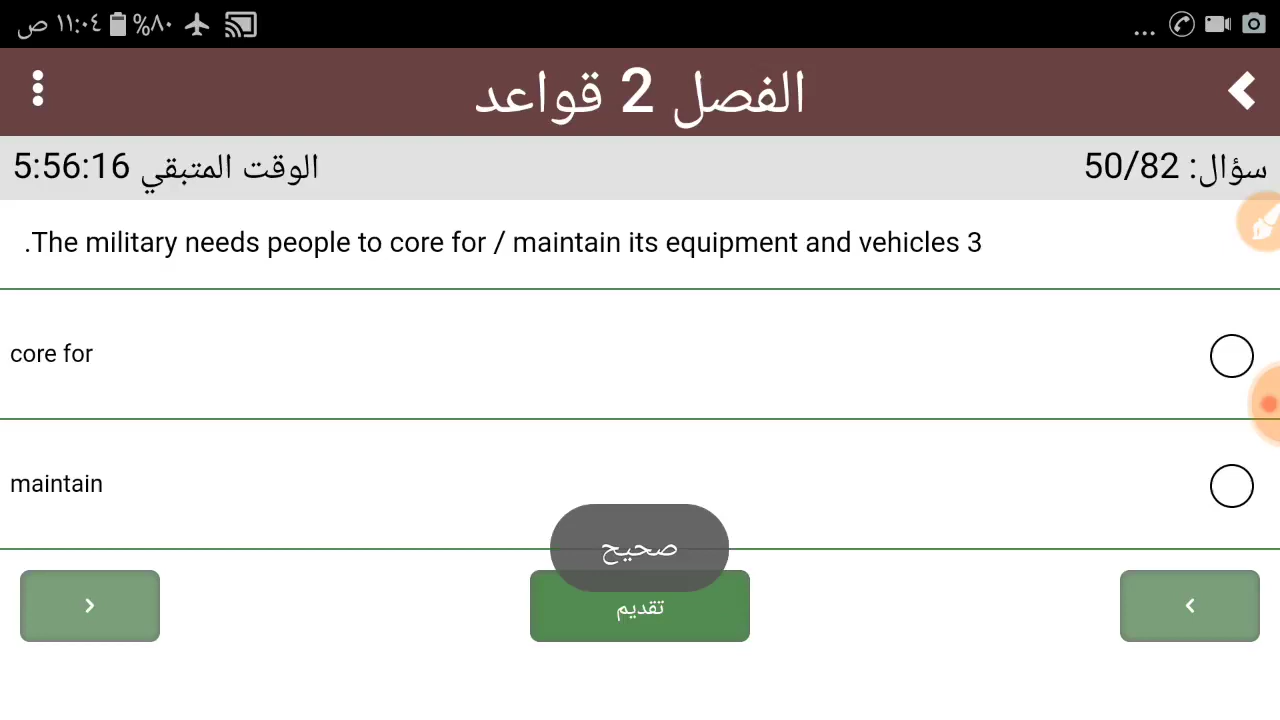 ١١:٠٤ ص %٨٠ ...
الفصل 2 قواعد
سؤال: 50/82
الوقت المتبقي 5:56:16
.The military needs people to core for / maintain its equipment and vehicles 3
core for
maintain
صحيح
تقديم